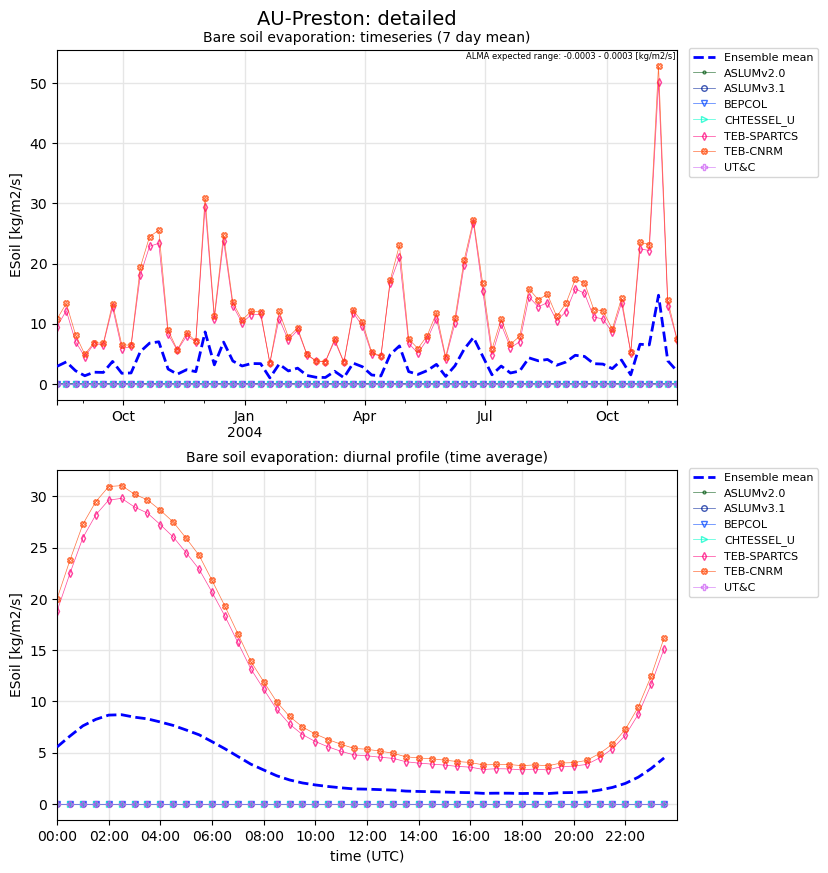 AU-Preston: detailed
Bare soil evaporation: timeseries (7 day mean)
ALMA expected range: -0.0003 - 0.0003 [kg/m2/s]
ESoil [kg/m2/s]
50
40
30
20
10
0
Oct
Jan
2004
Apr
Jul
Oct
Ensemble mean
ASLUMv2.0
ASLUMv3.1
BEPCOL
CHTESSEL_U
TEB-SPARTCS
TEB-CNRM
UT&C
Bare soil evaporation: diurnal profile (time average)
ESoil [kg/m2/s]
30
25
20
15
10
5
0
00:00
02:00
04:00
06:00
08:00
10:00
12:00
14:00
16:00
18:00
20:00
22:00
time (UTC)
Ensemble mean
ASLUMv2.0
ASLUMv3.1
BEPCOL
CHTESSEL_U
TEB-SPARTCS
TEB-CNRM
UT&C